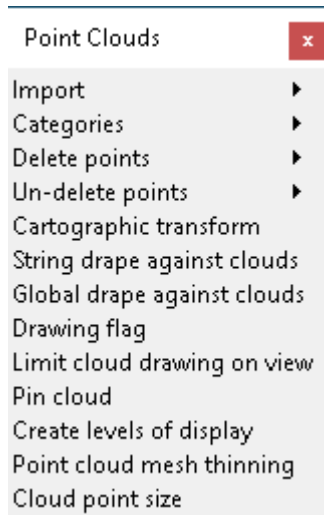 Point Clouds
x
Import
Categories
Delete points
Un-delete points
Cartographic transform
String drape against clouds
Global drape against clouds
Drawing flag
Limit cloud drawing on view
Pin cloud
Create levels of display
Point cloud mesh thinning
Cloud point size